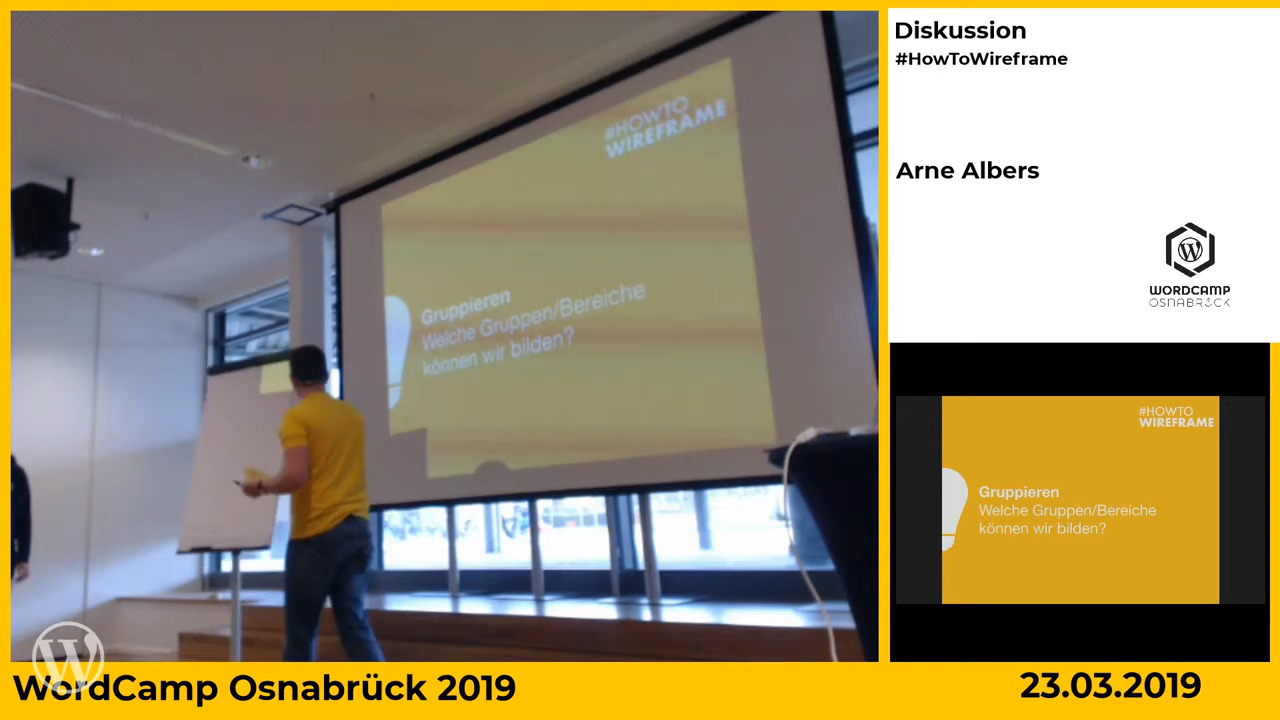 #HOWTO
WIREFRAME
Gruppieren
Welche Gruppen/Bereiche
können wir bilden?
Diskussion
#HowToWireframe
Arne Albers
WORDCAMP
OSNABRÜCK
#HOWTO
WIREFRAME
Gruppieren
Welche Gruppen/Bereiche
können wir bilden?
WordCamp Osnabrück 2019
23.03.2019